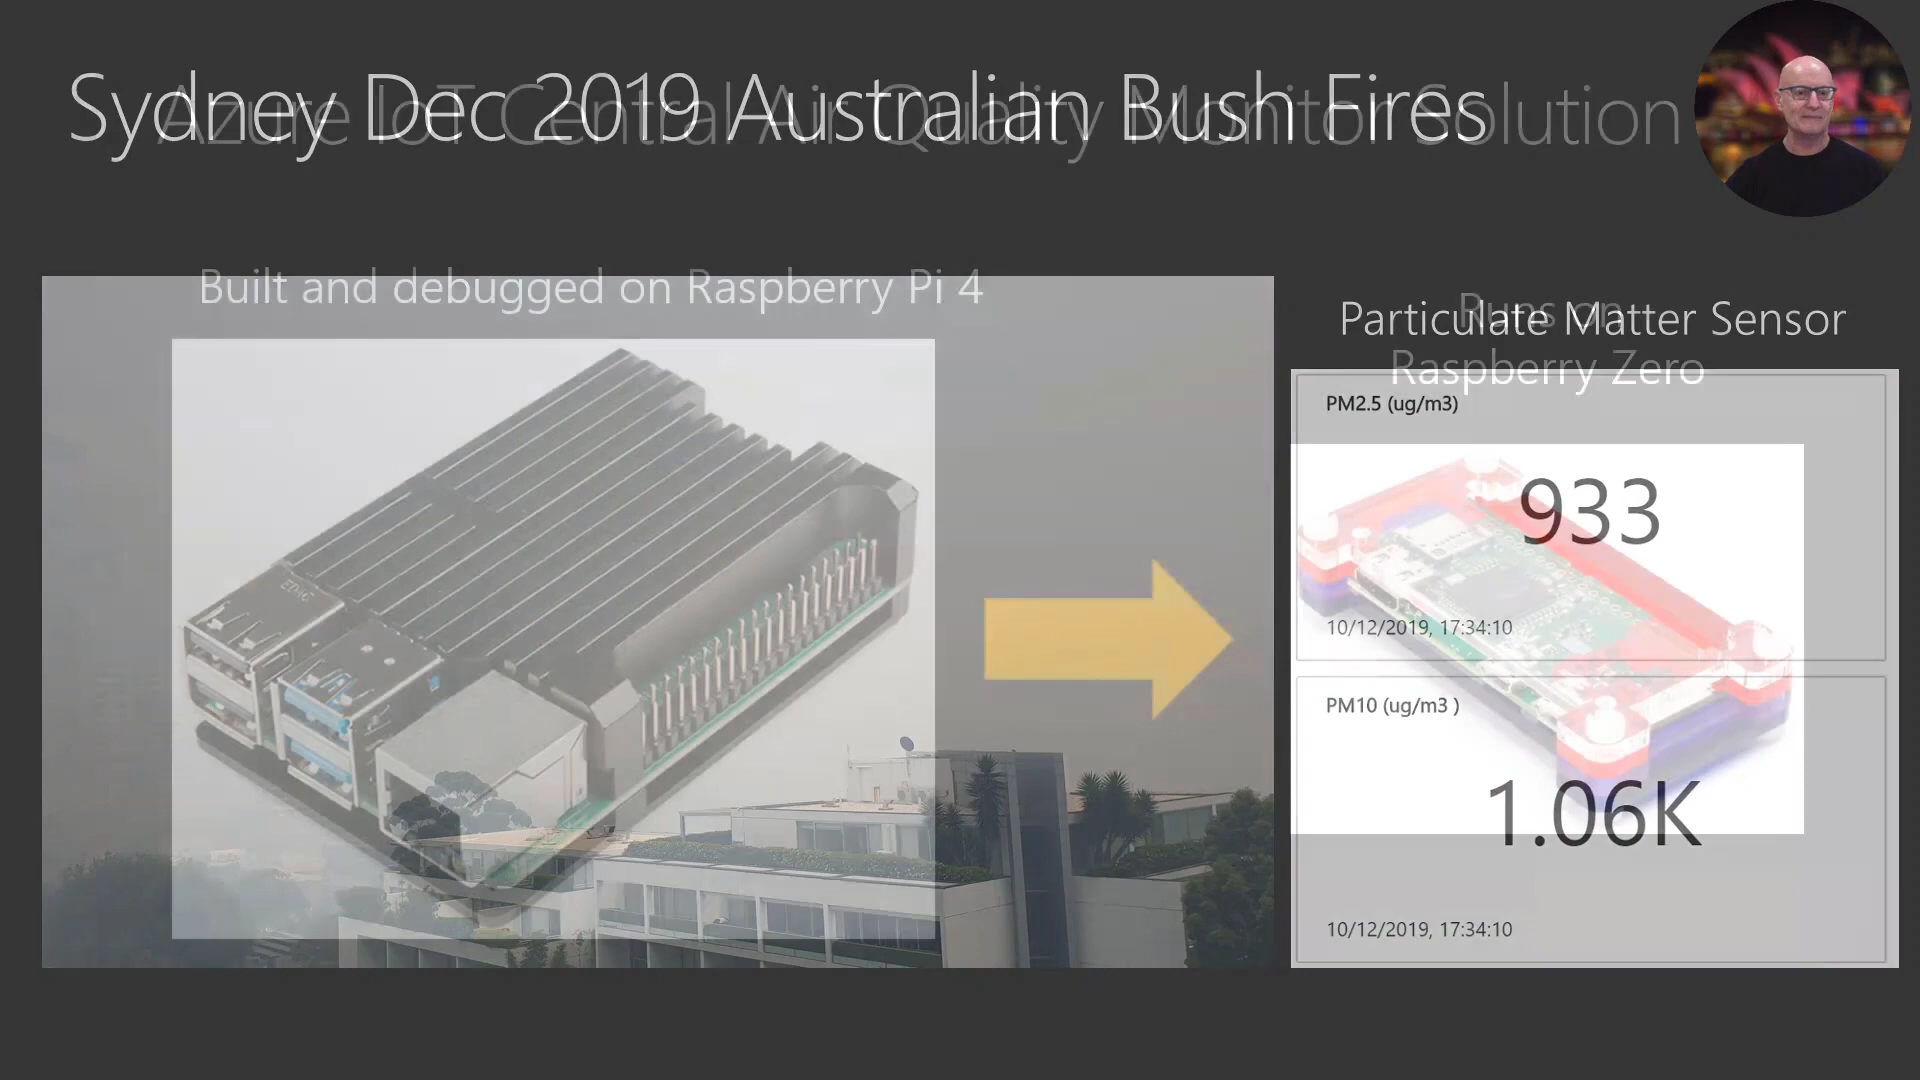 Sydney Dec 2019 Australian Bush Fires
Azure IoT Central Air Quality Monitor Solution
Built and debugged on Raspberry Pi 4
Particulate Matter Sensor
Runs on
Raspberry Zero
PM2.5 (ug/m3)
933
10/12/2019, 17:34:10
PM10 (ug/m3 )
1.06K
10/12/2019, 17:34:10